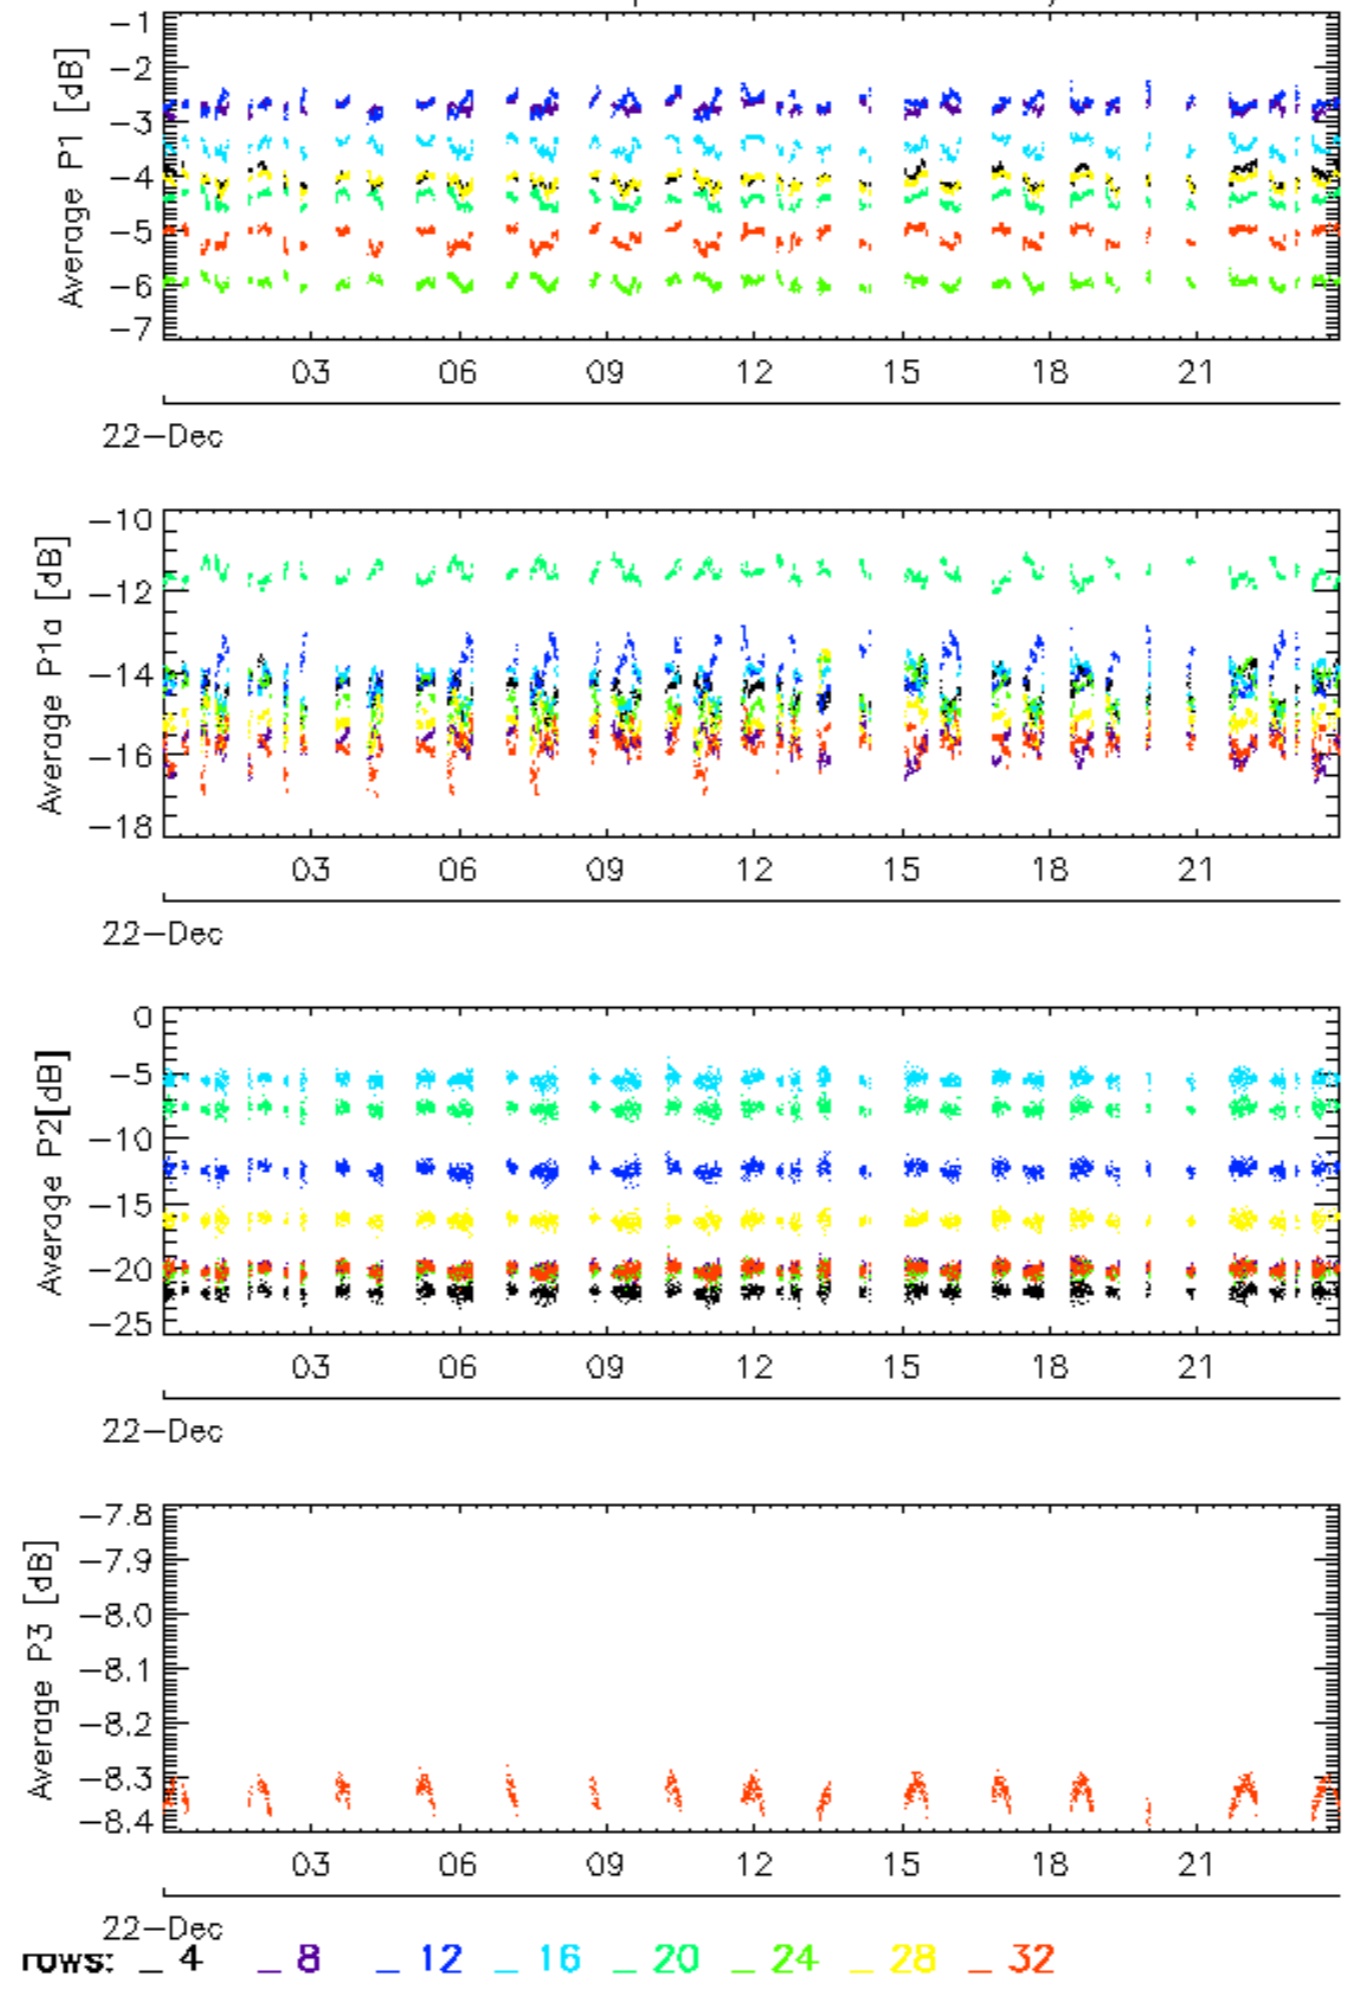 Average P1 [dB]
-1
-2
-3
-4
-5
-6
-7
03 06 09 12 15 18 21
22-Dec
Average P1a [dB]
-10
-12
-14
-16
-18
03 06 09 12 15 18 21
22-Dec
Average P2[dB]
0
-5
-10
-15
-20
-25
03 06 09 12 15 18 21
22-Dec
Average P3 [dB]
-7.8
-7.9
-8.0
-8.1
-8.2
-8.3
-8.4
03 06 09 12 15 18 21
22-Dec
rows: _ 4 _ 8 _ 12 _ 16 _ 20 _ 24 _ 28 _ 32